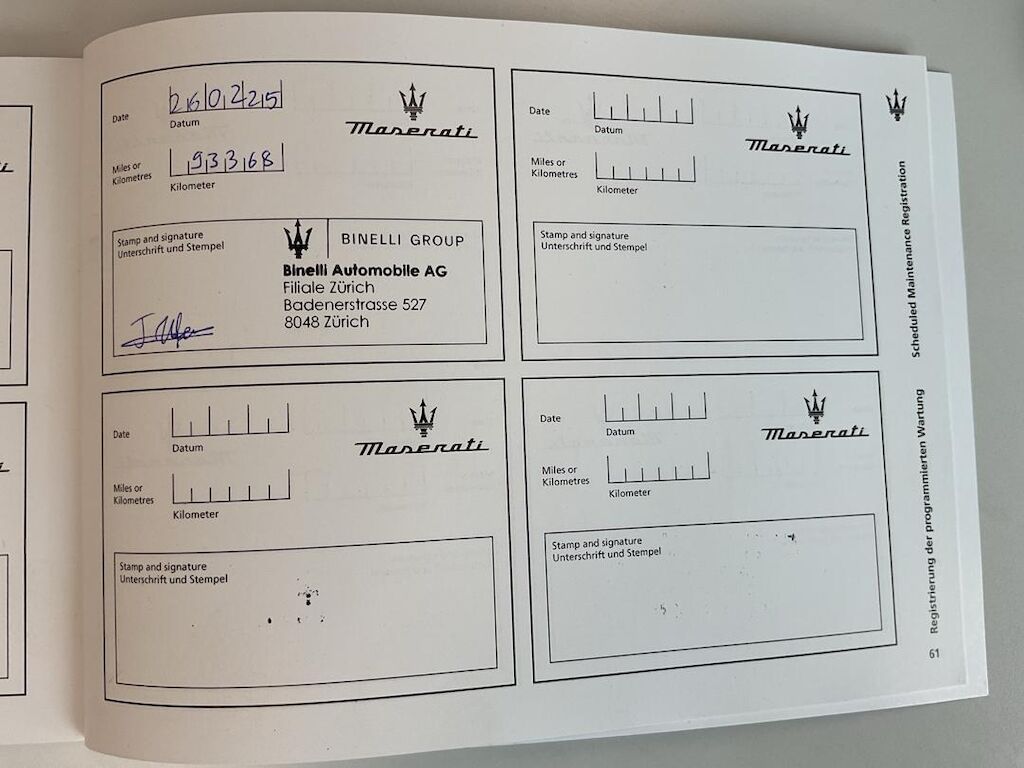 Date
260225
Datum
Maserati
Miles or
Kilometres
93368
Kilometer
Stamp and signature
Unterschrift und Stempel
BINELLI GROUP
Binelli Automobile AG
Filiale Zürich
Badenerstrasse 527
8048 Zürich
Date
Datum
Maserati
Miles or
Kilometres
Kilometer
Stamp and signature
Unterschrift und Stempel
Date
Datum
Maserati
Miles or
Kilometres
Kilometer
Stamp and signature
Unterschrift und Stempel
Date
Datum
Maserati
Miles or
Kilometres
Kilometer
Stamp and signature
Unterschrift und Stempel
Scheduled Maintenance Registration
Registrierung der programmierten Wartung
61